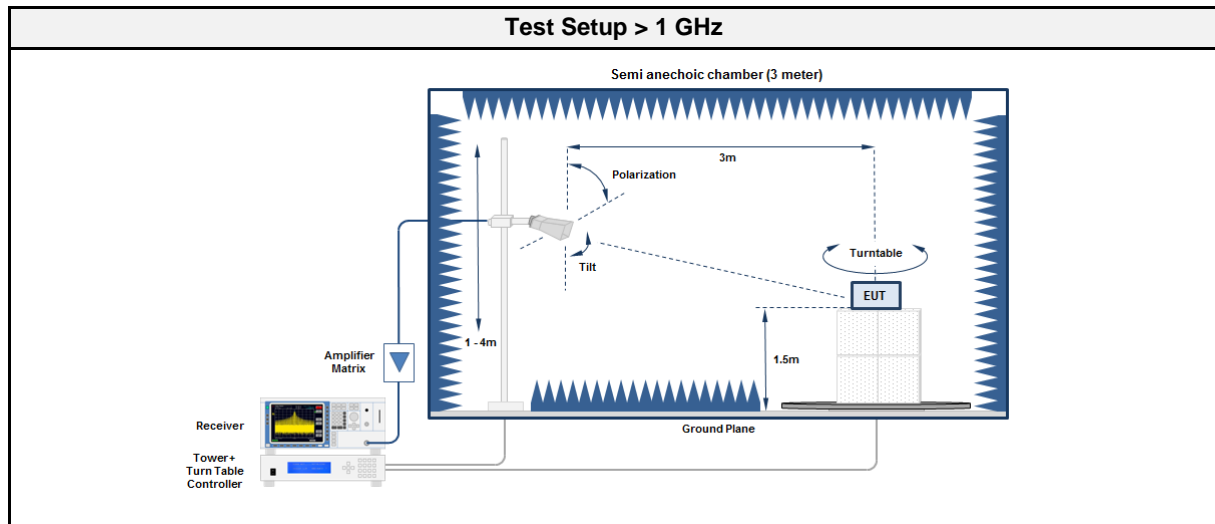 Test Setup > 1 GHz
Semi anechoic chamber (3 meter)
3m
Polarization
Turntable
Tilt
EUT
1 - 4m
1.5m
Amplifier
Matrix
Receiver
Ground Plane
Tower+
Turn Table
Controller